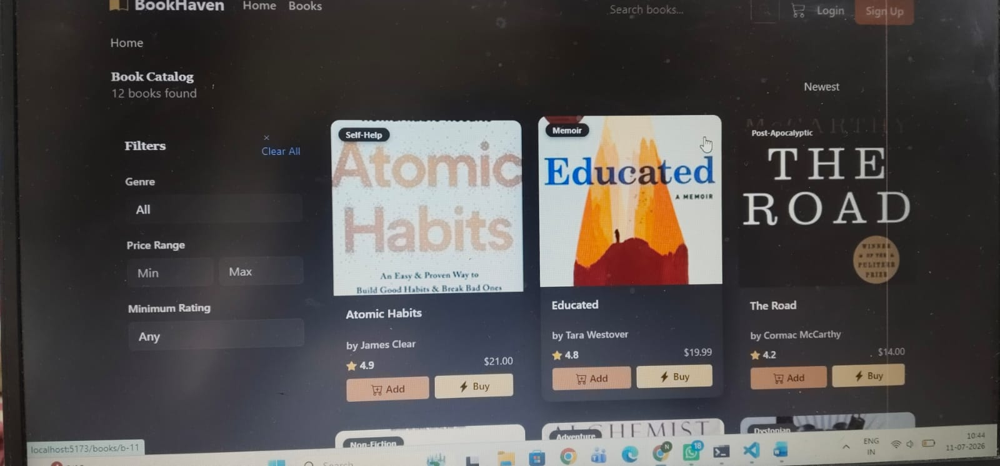 BookHaven Home Books Search books... Login Sign Up
Home
Book Catalog
12 books found
Newest
Filters
×
Clear All
Genre
All
Price Range
Min Max
Minimum Rating
Any
Self-Help
Atomic
Habits
An Easy & Proven Way to
Build Good Habits & Break Bad Ones
Atomic Habits
by James Clear
4.9 $21.00
Add Buy
Memoir
Educated
A MEMOIR
Educated
by Tara Westover
4.8 $19.99
Add Buy
McCARTHY
Post-Apocalyptic
THE
ROAD
WINNER
OF THE
PULITZER
PRIZE
The Road
by Cormac McCarthy
4.2 $14.00
Add Buy
Non-Fiction
Adventure
ALCHEMIST
Dystopian
localhost:5173/books/b-11
Search
N
18
W
ENG
IN
10:44
11-07-2026